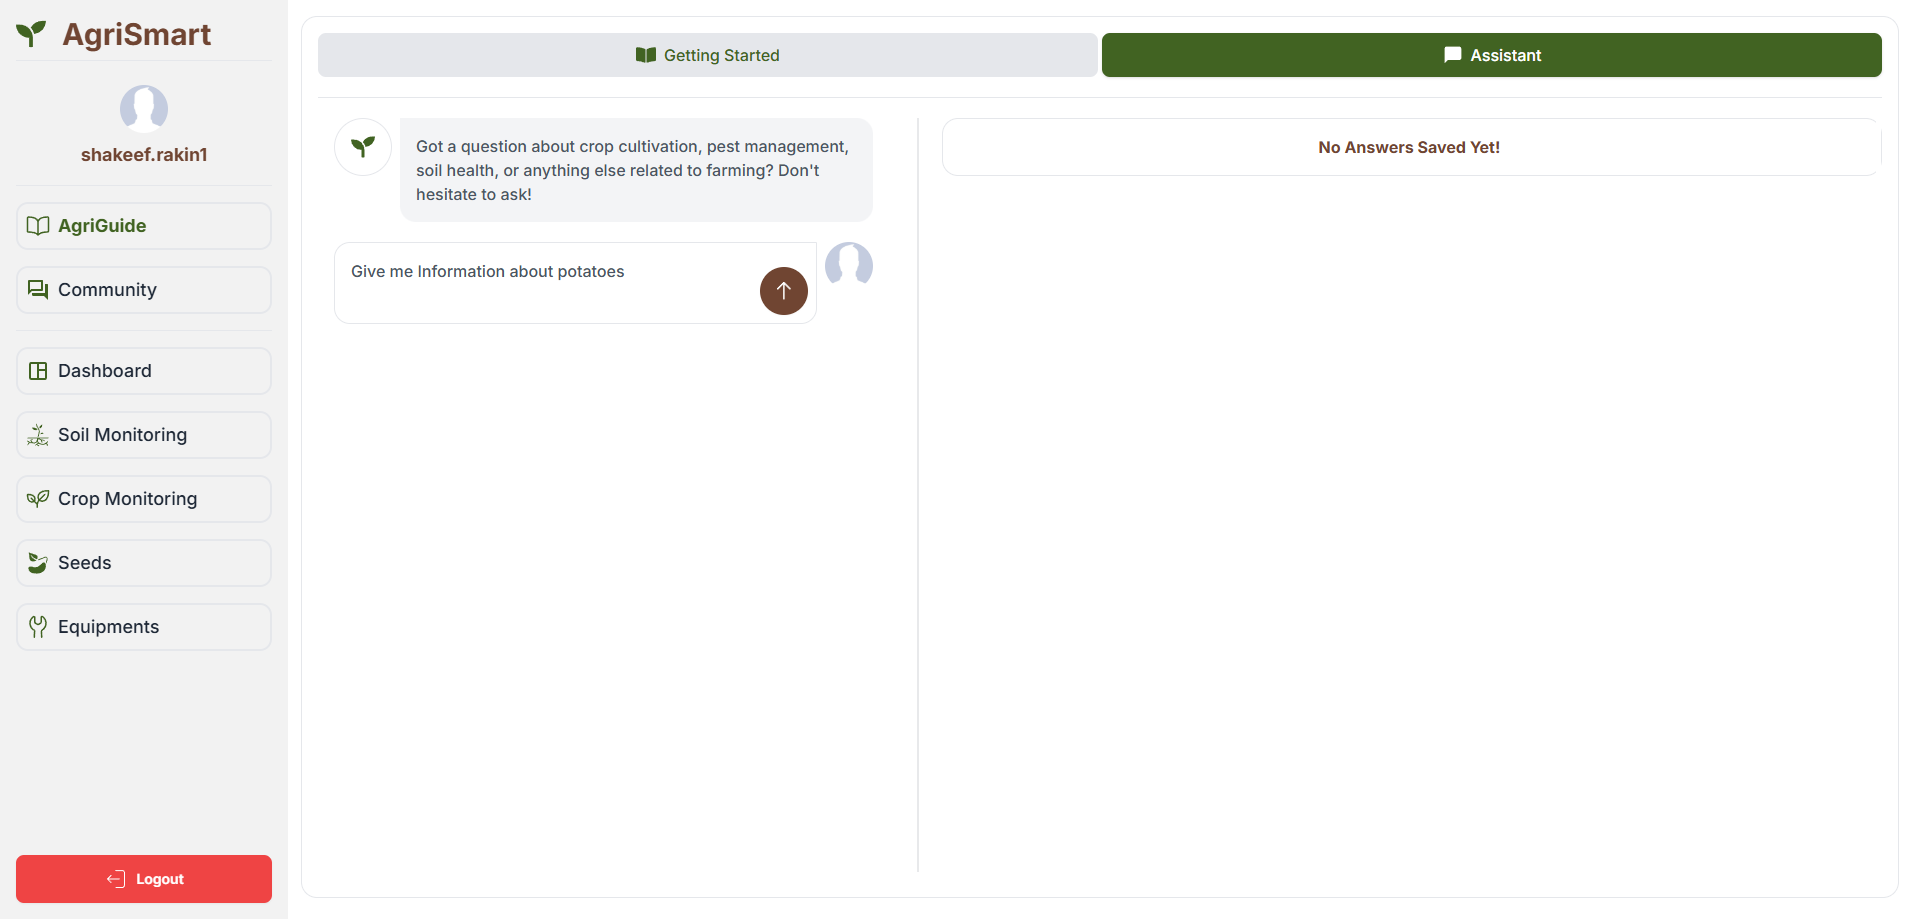 AgriSmart
shakeef.rakin1
AgriGuide
Community
Dashboard
Soil Monitoring
Crop Monitoring
Seeds
Equipments
Logout
Getting Started
Assistant
Got a question about crop cultivation, pest management,
soil health, or anything else related to farming? Don't
hesitate to ask!
Give me Information about potatoes
No Answers Saved Yet!